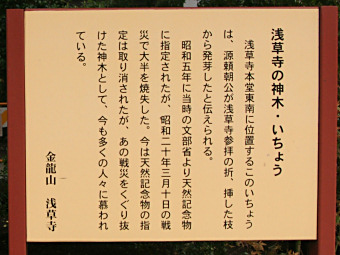 浅草寺の神木・いちょう
浅草寺本堂東南に位置するこのいちょう
は、源頼朝公が浅草寺参拝の折、挿した枝
から発芽したと伝えられる。
昭和五年に当時の文部省より天然記念物
に指定されたが、昭和二十年三月十日の戦
災で大半を焼失した。今は天然記念物の指
定は取り消されたが、あの戦災をくぐり抜
けた神木として、今も多くの人々に慕われ
ている。
金龍山 浅草寺